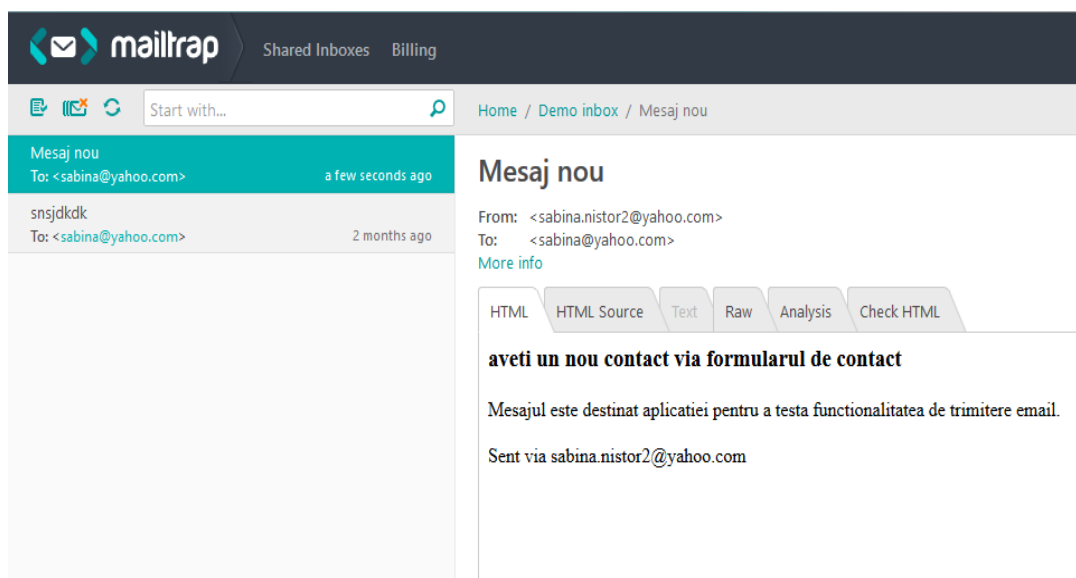 mailtrap
Shared Inboxes Billing
Start with...
Home / Demo inbox / Mesaj nou
Mesaj nou
To: <sabina@yahoo.com> a few seconds ago
snsjdkdk
To: <sabina@yahoo.com> 2 months ago
Mesaj nou
From: <sabina.nistor2@yahoo.com>
To: <sabina@yahoo.com>
More info
HTML HTML Source Text Raw Analysis Check HTML
aveti un nou contact via formularul de contact
Mesajul este destinat aplicatiei pentru a testa functionalitatea de trimitere email.
Sent via sabina.nistor2@yahoo.com